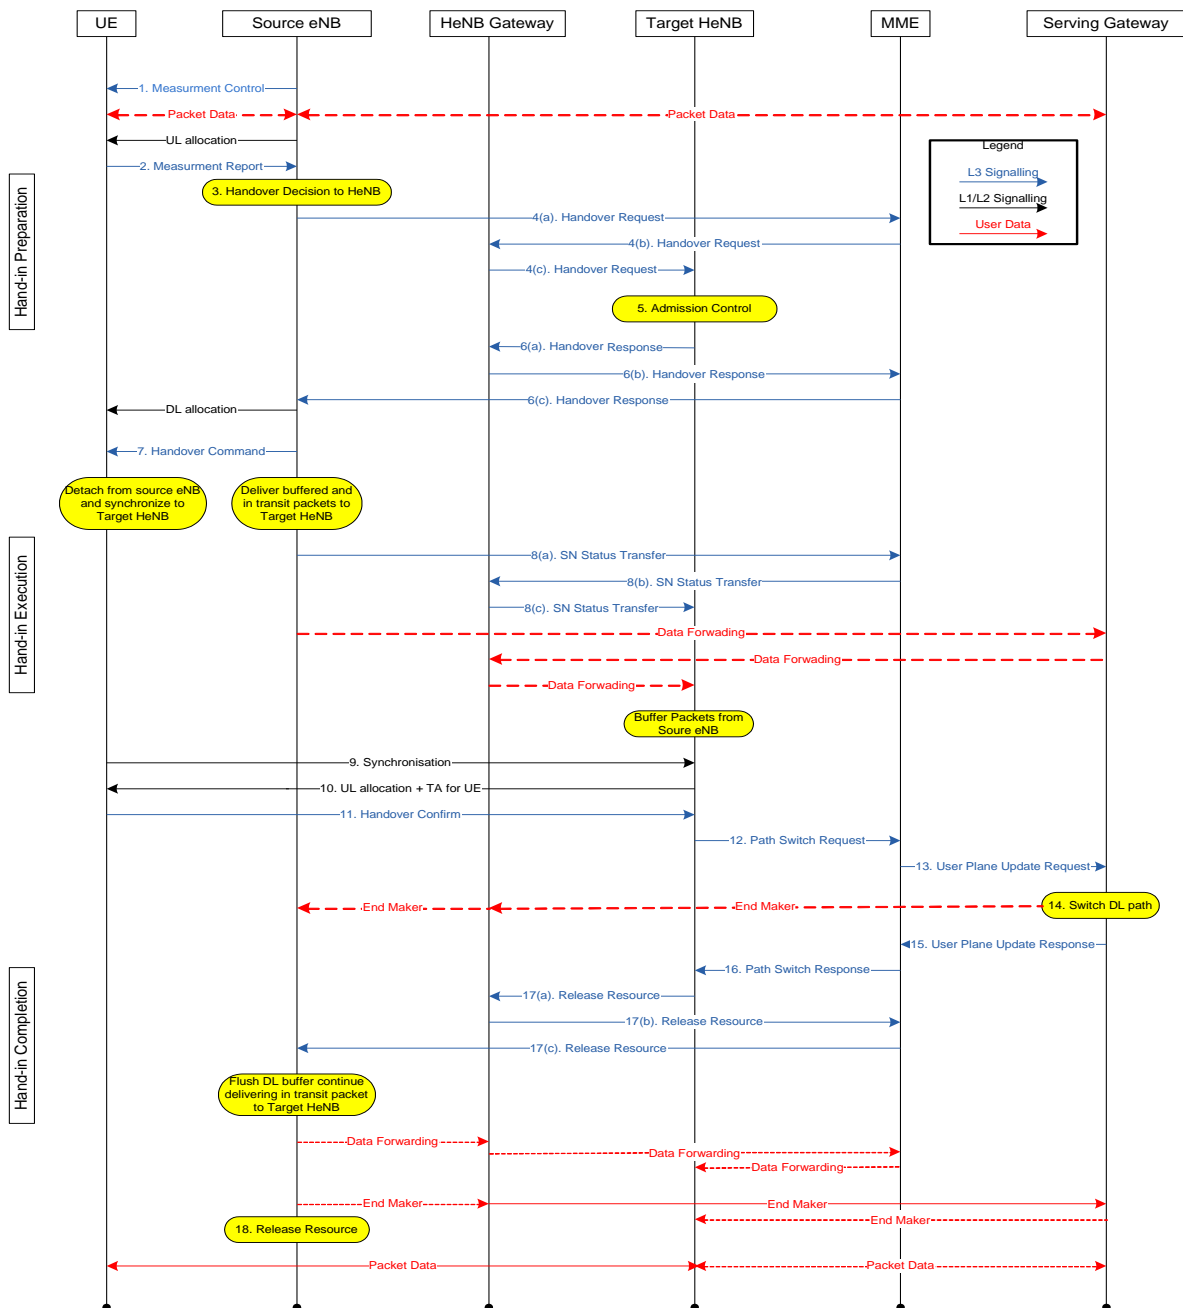 UE
Source eNB
HeNB Gateway
Target HeNB
MME
Serving Gateway
1. Measurment Control
Packet Data
Packet Data
UL allocation
2. Measurment Report
Legend
L3 Signalling
L1/L2 Signalling
User Data
Hand-in Preparation
3. Handover Decision to HeNB
4(a). Handover Request
4(b). Handover Request
4(c). Handover Request
5. Admission Control
6(a). Handover Response
6(b). Handover Response
6(c). Handover Response
DL allocation
7. Handover Command
Detach from source eNB
and synchronize to
Target HeNB
Deliver buffered and
in transit packets to
Target HeNB
Hand-in Execution
8(a). SN Status Transfer
8(b). SN Status Transfer
8(c). SN Status Transfer
Data Forwading
Data Forwading
Data Forwading
Buffer Packets from
Soure eNB
9. Synchronisation
10. UL allocation + TA for UE
11. Handover Confirm
12. Path Switch Request
13. User Plane Update Request
End Maker
End Maker
14. Switch DL path
15. User Plane Update Response
16. Path Switch Response
Hand-in Completion
17(a). Release Resource
17(b). Release Resource
17(c). Release Resource
Flush DL buffer continue
delivering in transit packet
to Target HeNB
Data Forwarding
Data Forwarding
Data Forwarding
End Maker
End Maker
End Maker
18. Release Resource
Packet Data
Packet Data